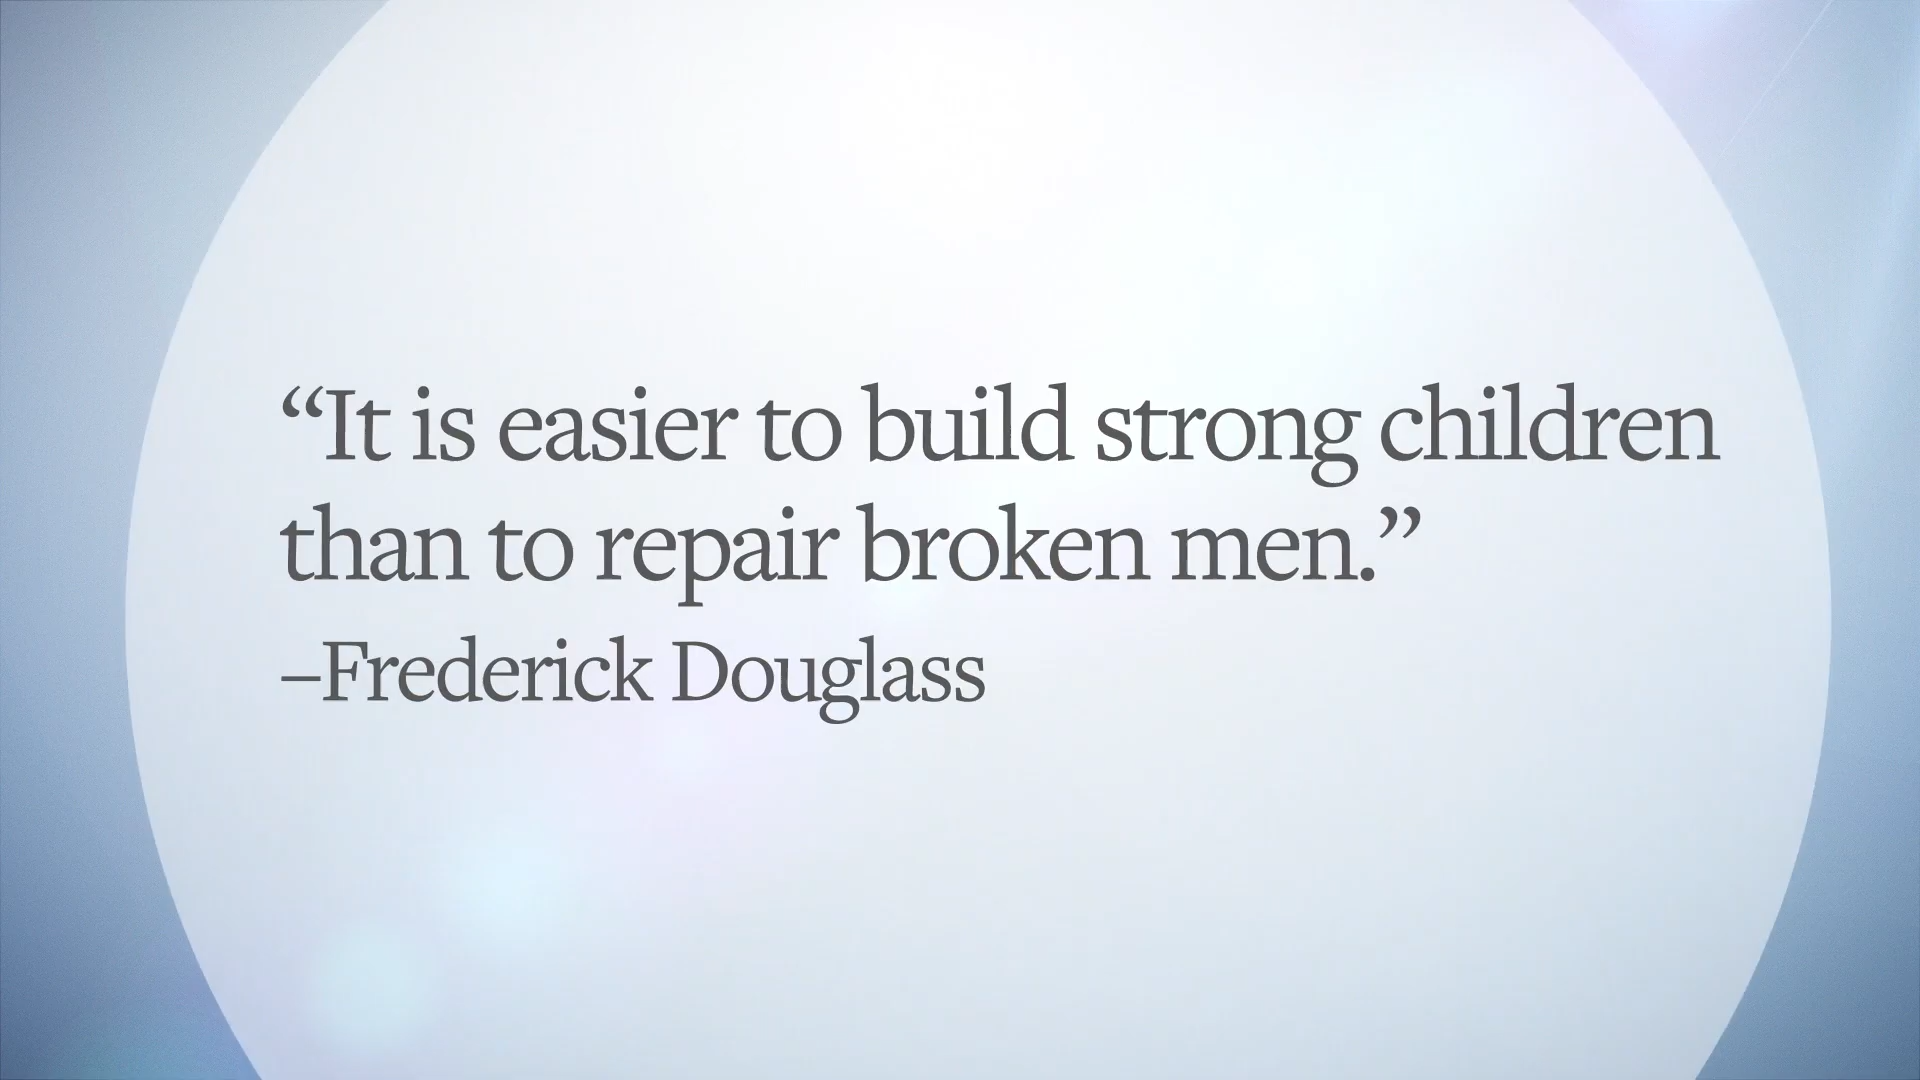 “It is easier to build strong children
than to repair broken men.”
–Frederick Douglass